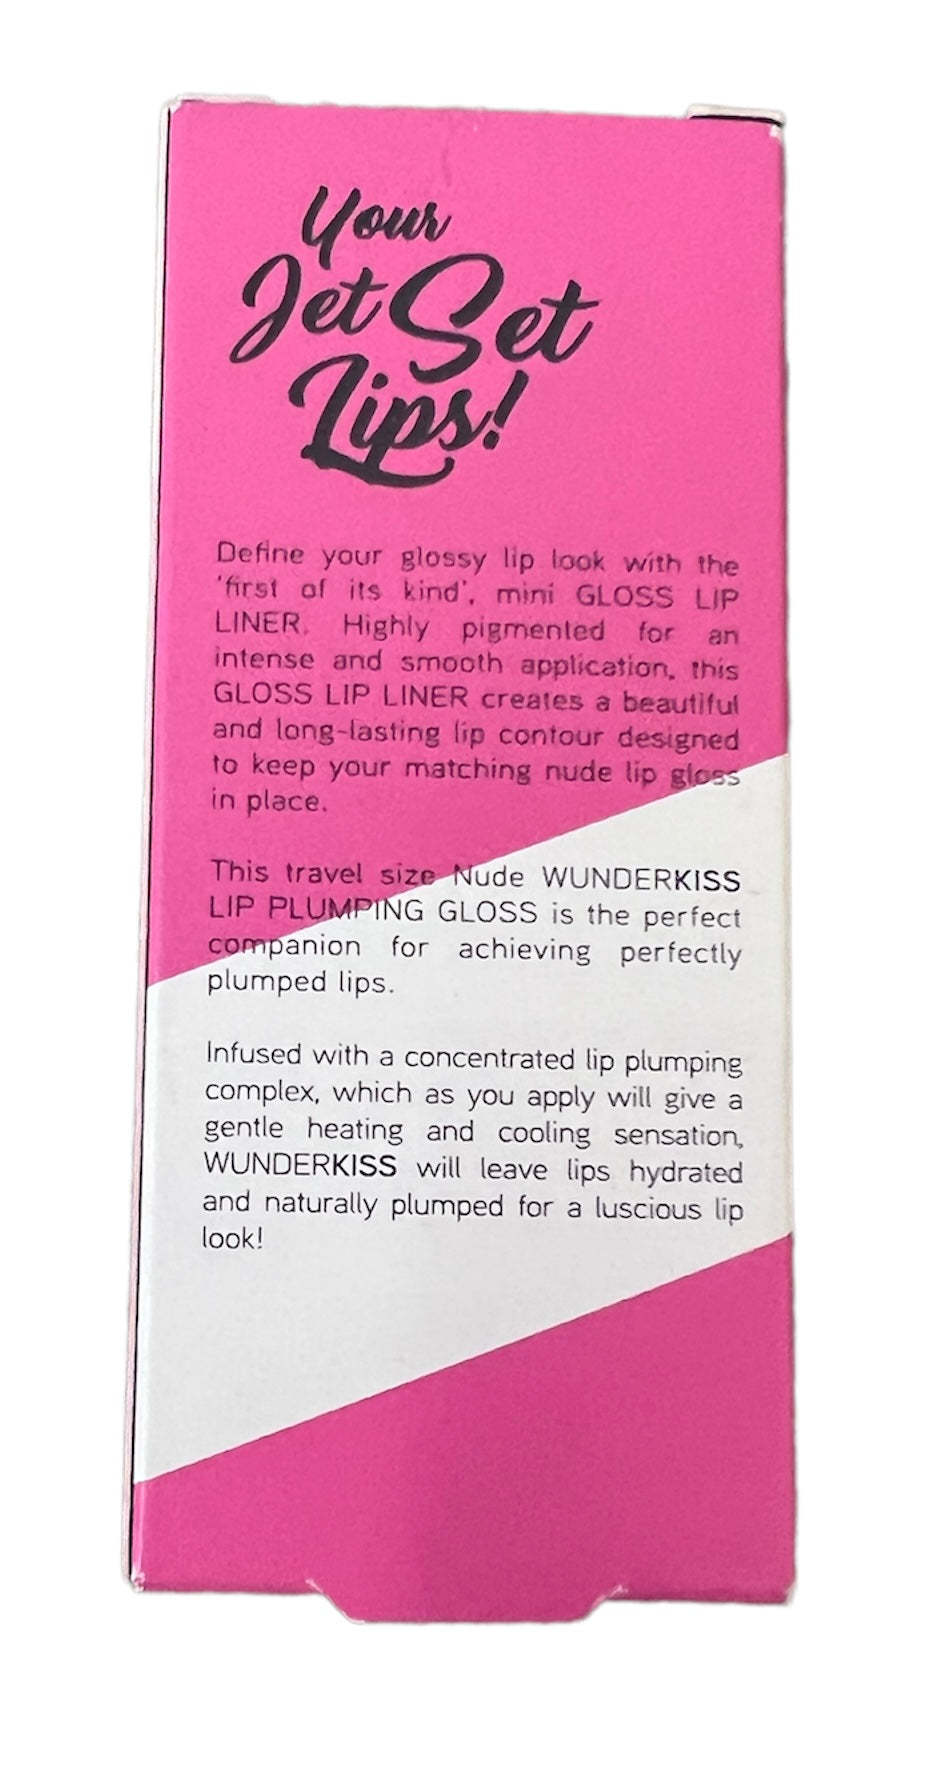 Your
Jet Set
Lips!
Define your glossy lip look with the
'first of its kind', mini GLOSS LIP
LINER. Highly pigmented for an
intense and smooth application, this
GLOSS LIP LINER creates a beautiful
and long-lasting lip contour designed
to keep your matching nude lip gloss
in place.
This travel size Nude WUNDERKISS
LIP PLUMPING GLOSS is the perfect
companion for achieving perfectly
plumped lips.
Infused with a concentrated lip plumping
complex, which as you apply will give a
gentle heating and cooling sensation,
WUNDERKISS will leave lips hydrated
and naturally plumped for a luscious lip
look!